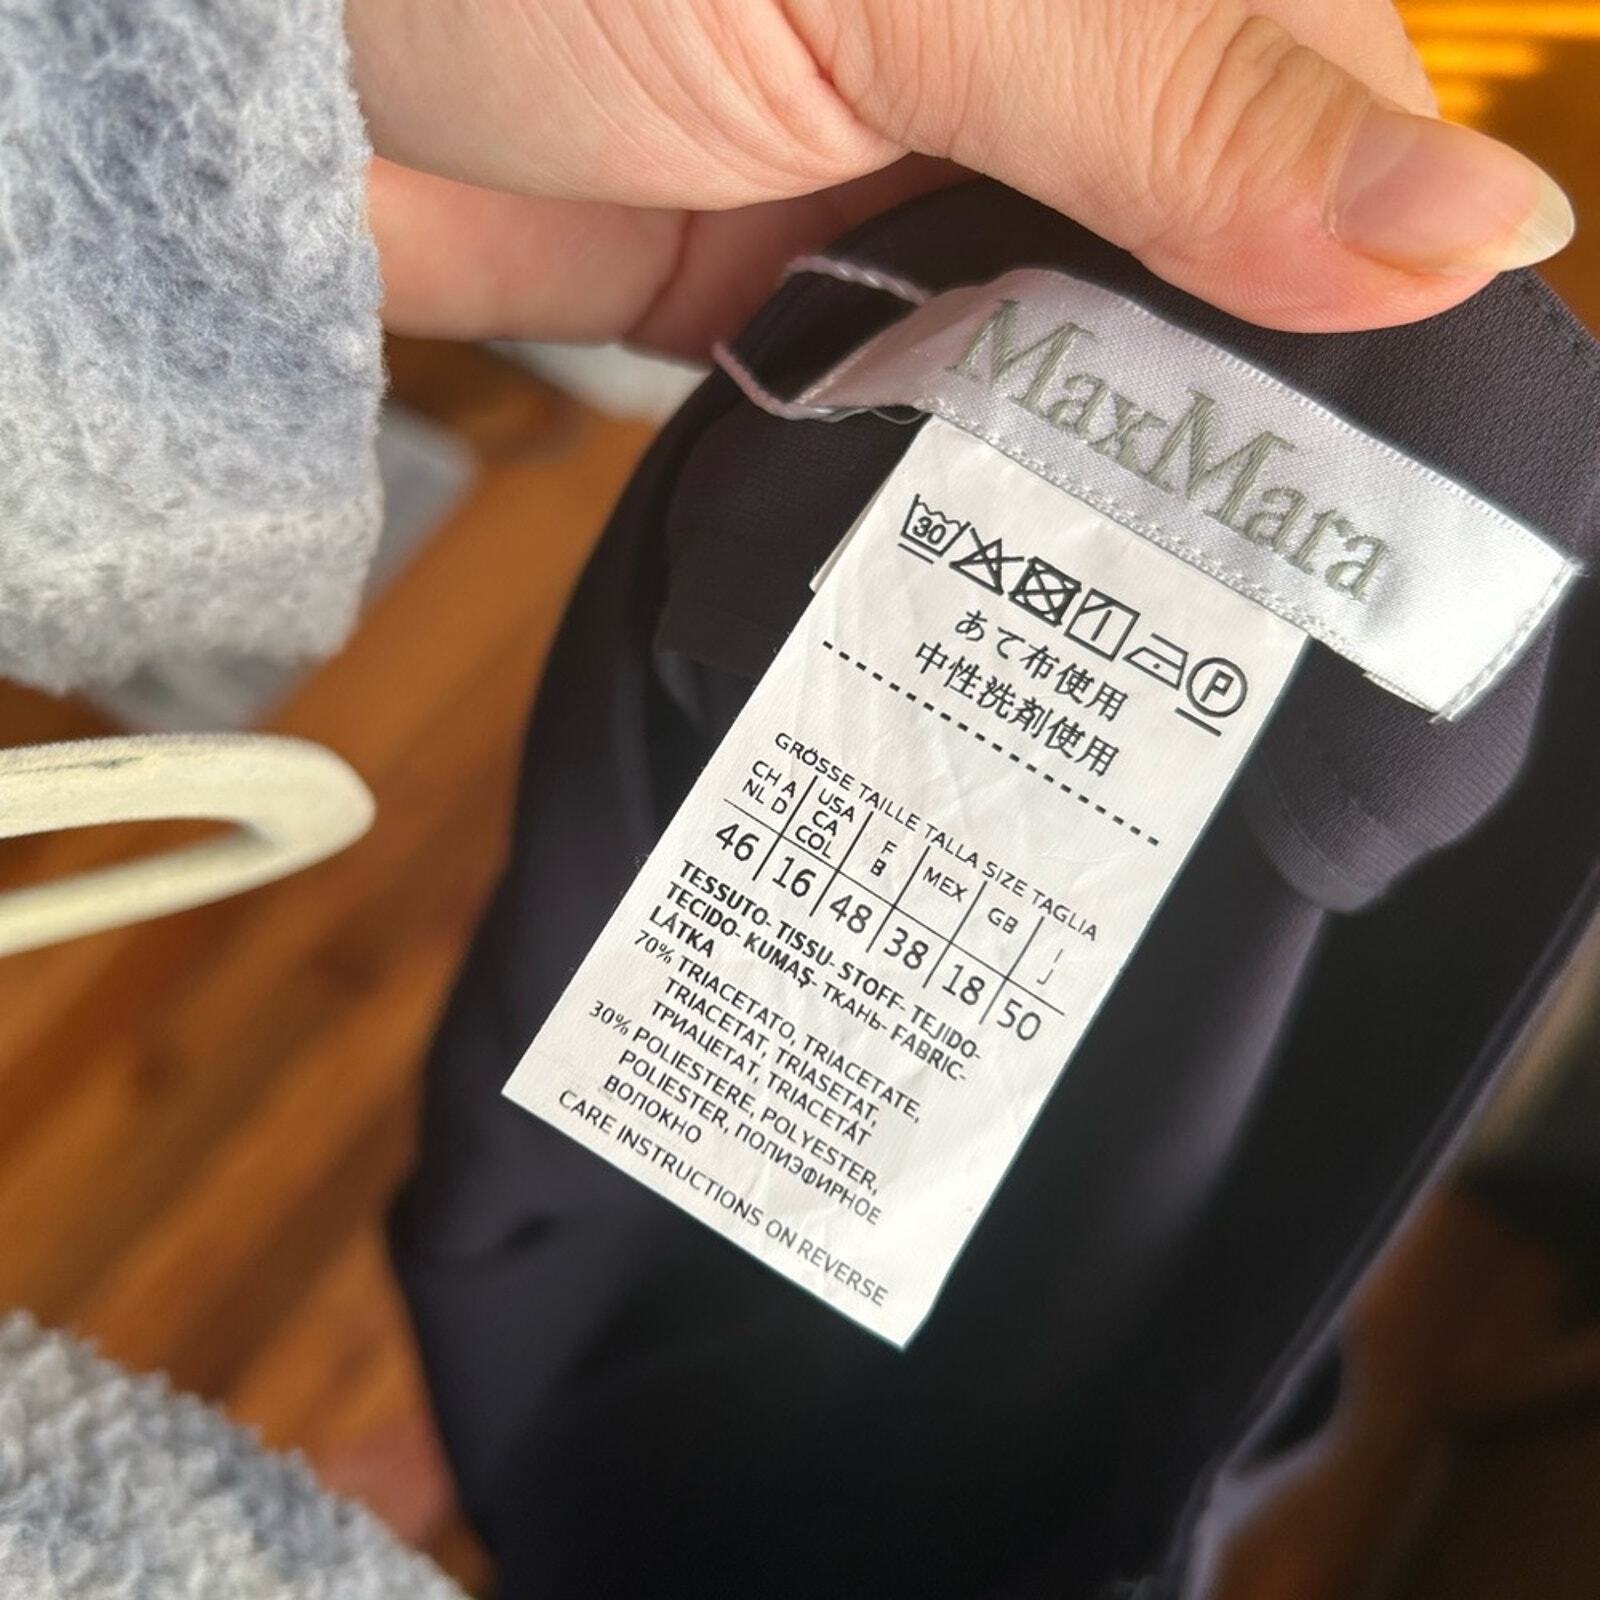 MaxMara
30
P
あて布使用
中性洗剤使用
GRÖSSE TAILLE TALLA SIZE TAGLIA
CH A NL D
USA CA COL
F B
MEX
GB
I J
46 16 48 38 18 50
TESSUTO- TISSU- STOFF- TEJIDO-
TECIDO- KUMAŞ- ТКАНЬ- FABRIC-
LÁTKA
70% TRIACETATO, TRIACETATE,
TRIACETAT, TRİASETAT,
ТРИАЦЕТАТ, TRIACETÁT
30% POLIESTERE, POLYESTER,
POLIESTER, ПОЛИЭФИРНОЕ
ВОЛОКНО
CARE INSTRUCTIONS ON REVERSE